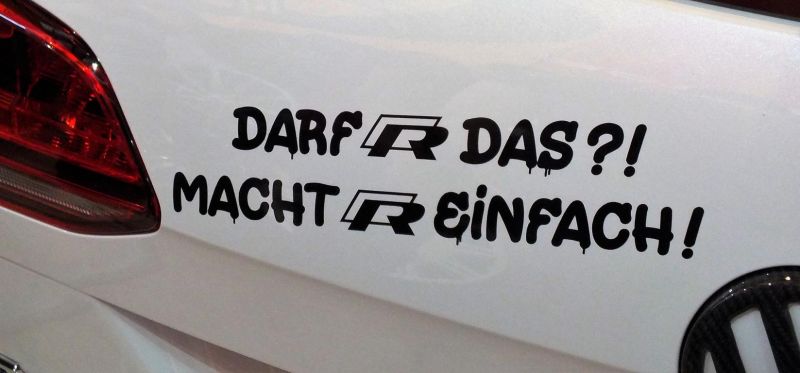 DARF R DAS?!
MACHT R EiNFACH!